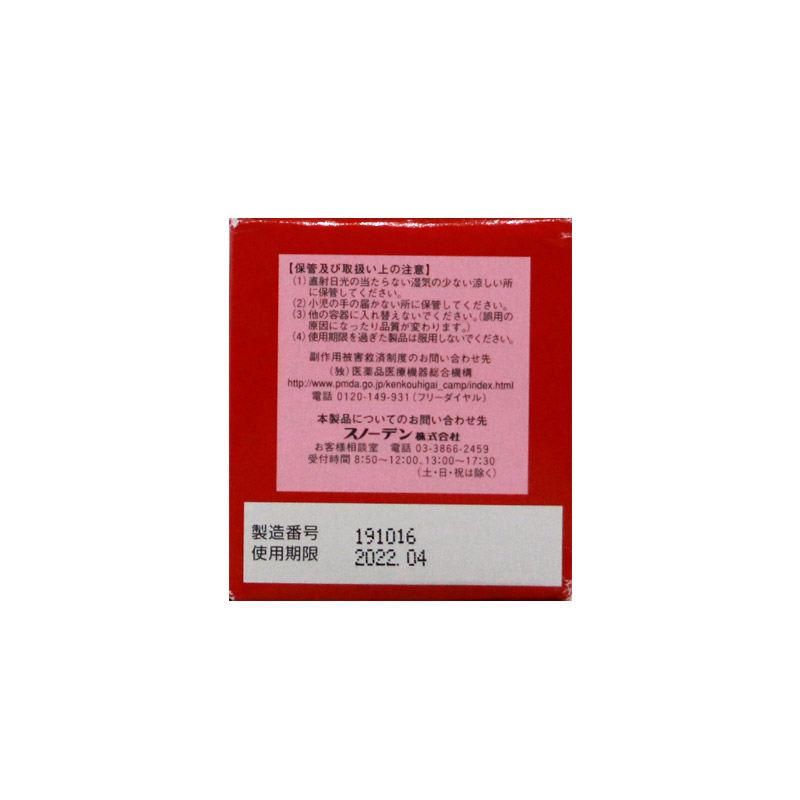 【保管及び取扱い上の注意】
(1)直射日光の当たらない湿気の少ない涼しい所
に保管してください。
(2)小児の手の届かない所に保管してください。
(3)他の容器に入れ替えないでください。(誤用の
原因になったり品質が変わります。)
(4)使用期限を過ぎた製品は服用しないでください。
副作用被害救済制度のお問い合わせ先
(独)医薬品医療機器総合機構
http://www.pmda.go.jp/kenkouhigai_camp/index.html
電話 0120-149-931(フリーダイヤル)
本製品についてのお問い合わせ先
スノーデン株式会社
お客様相談室 電話 03-3866-2459
受付時間 8:50〜12:00、13:00〜17:30
(土・日・祝は除く)
製造番号 191016
使用期限 2022.04